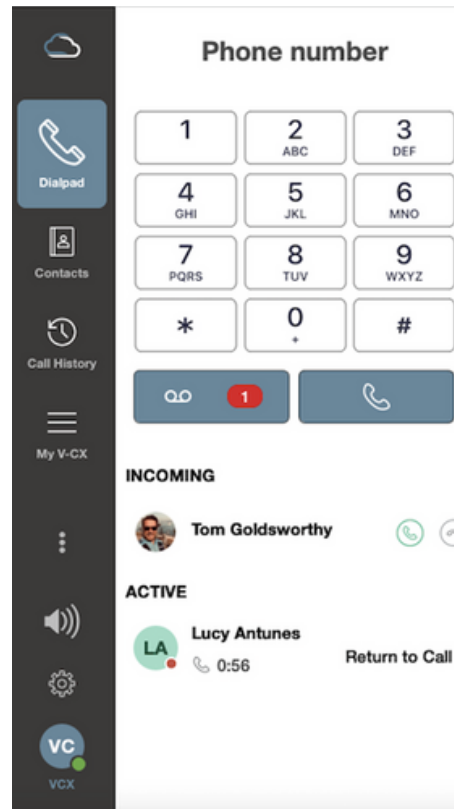 Phone number
1
2
ABC
3
DEF
4
GHI
5
JKL
6
MNO
7
PQRS
8
TUV
9
WXYZ
*
0
+
#
1
Dialpad
Contacts
Call History
My V-CX
VC
VCX
INCOMING
Tom Goldsworthy
ACTIVE
LA
Lucy Antunes
0:56
Return to Call